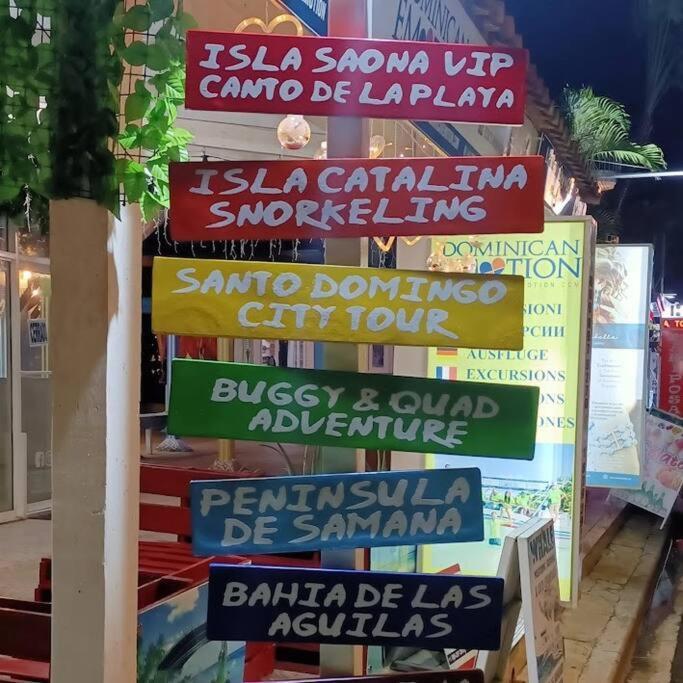 ISLA SAONA VIP
CANTO DE LA PLAYA
ISLA CATALINA
SNORKELING
SANTO DOMINGO
CITY TOUR
BUGGY & QUAD
ADVENTURE
PENINSULA
DE SAMANA
BAHIA DE LAS
AGUILAS
DOMINICAN
AUSFLUGE
EXCURSIONS